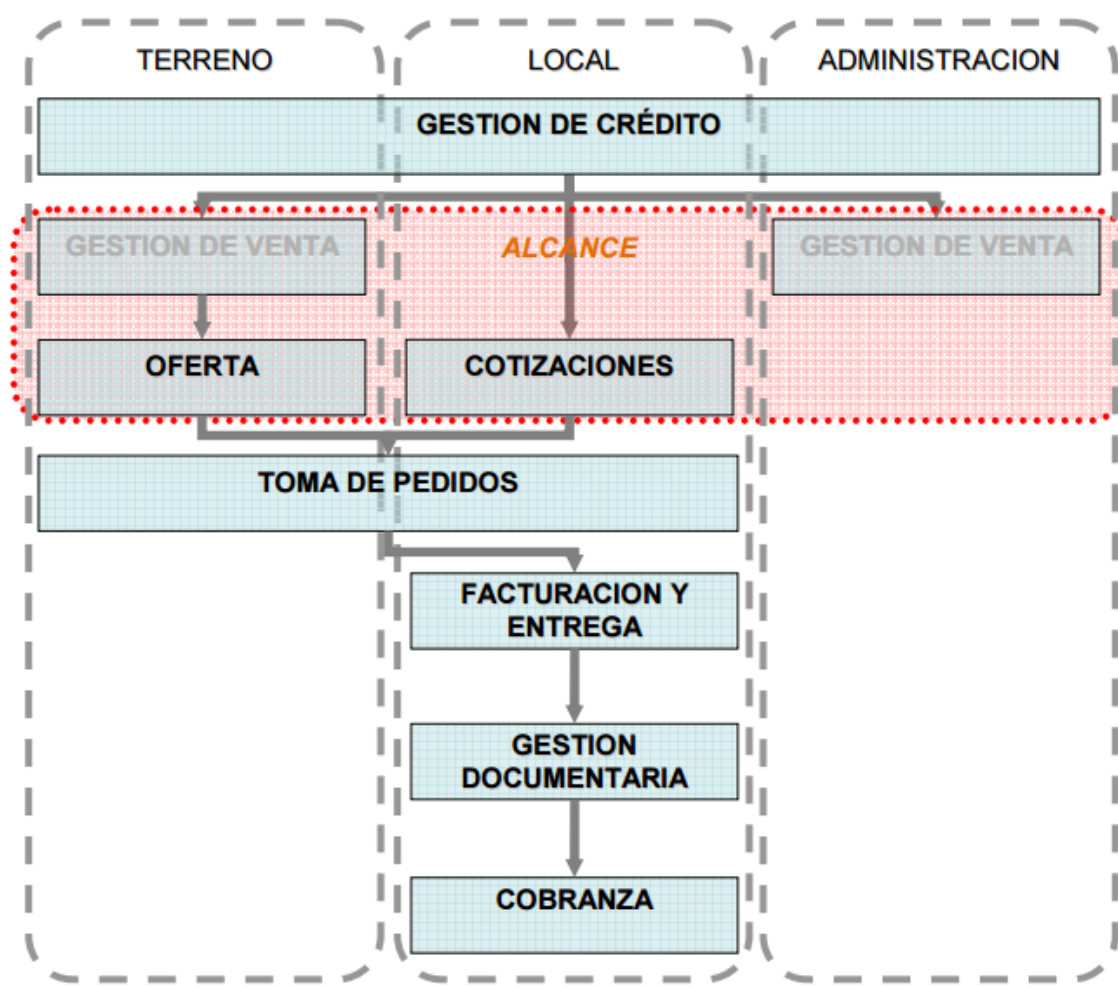 TERRENO
LOCAL
ADMINISTRACION
GESTION DE CRÉDITO
GESTION DE VENTA
ALCANCE
GESTION DE VENTA
OFERTA
COTIZACIONES
TOMA DE PEDIDOS
FACTURACION Y
ENTREGA
GESTION
DOCUMENTARIA
COBRANZA